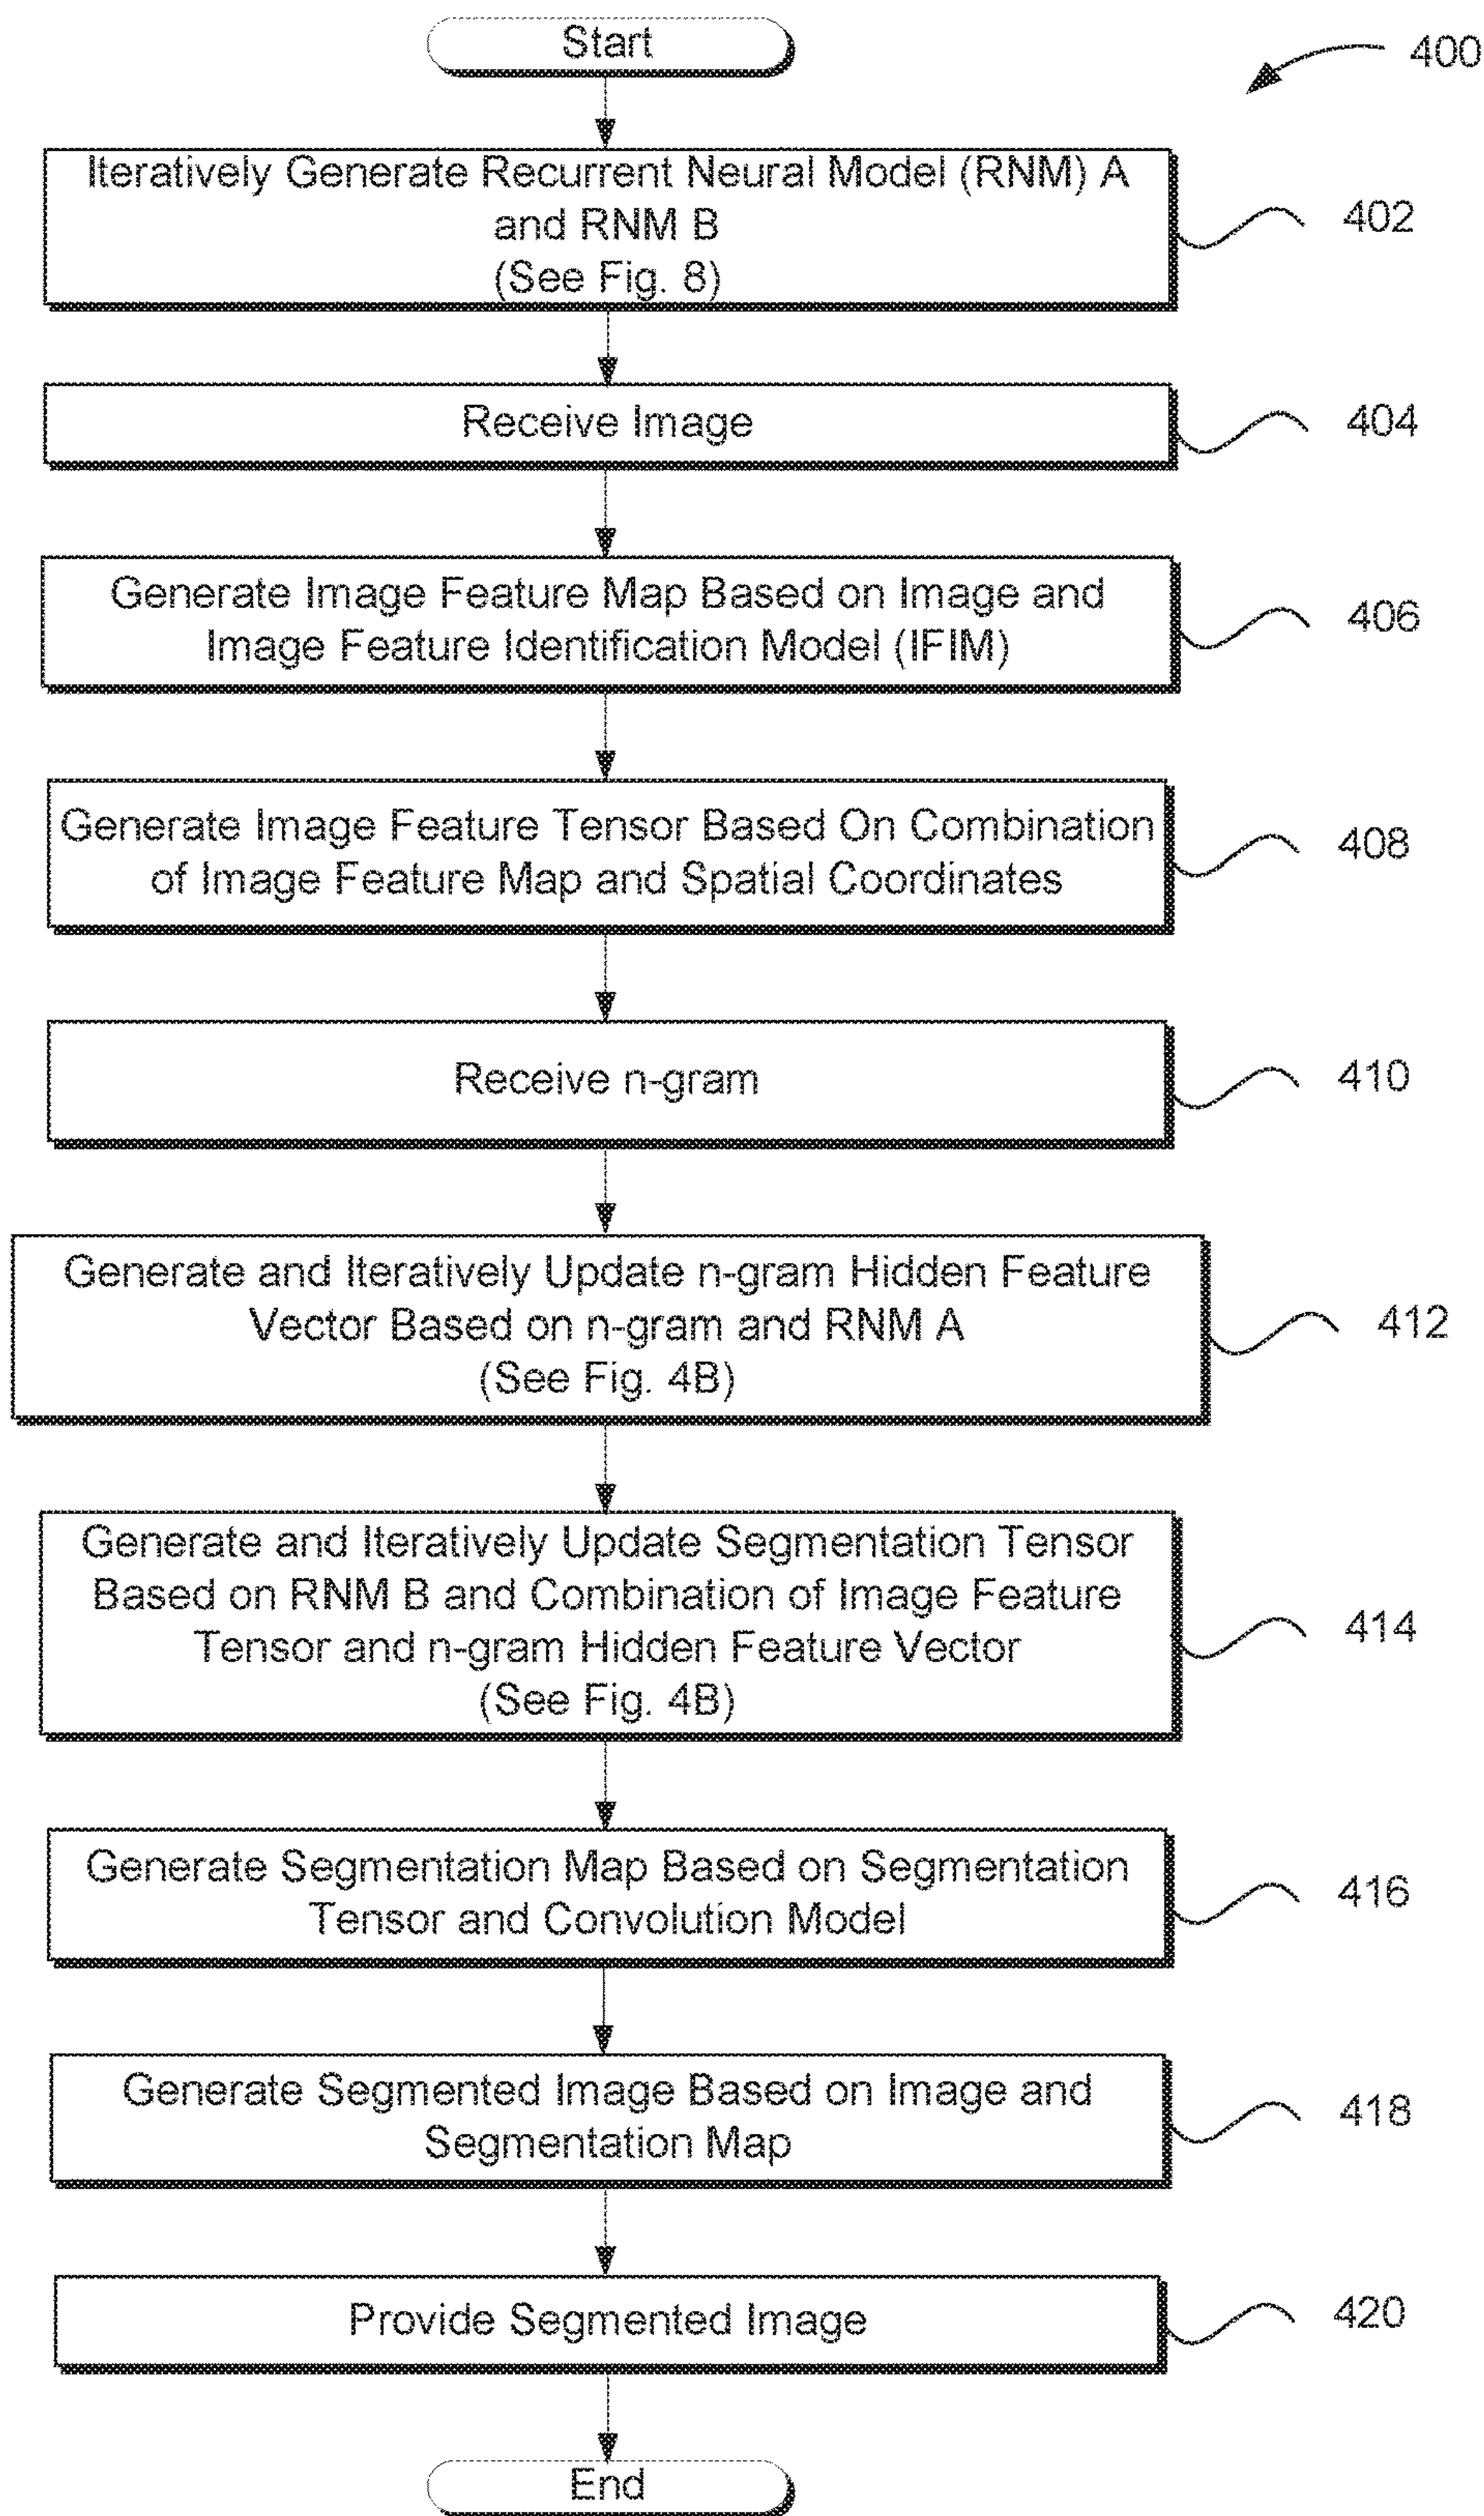 Start
400
Iteratively Generate Recurrent Neural Model (RNM) A
and RNM B
(See Fig. 8)
402
Receive Image
404
Generate Image Feature Map Based on Image and
Image Feature Identification Model (IFIM)
406
Generate Image Feature Tensor Based On Combination
of Image Feature Map and Spatial Coordinates
408
Receive n-gram
410
Generate and Iteratively Update n-gram Hidden Feature
Vector Based on n-gram and RNM A
(See Fig. 4B)
412
Generate and Iteratively Update Segmentation Tensor
Based on RNM B and Combination of Image Feature
Tensor and n-gram Hidden Feature Vector
(See Fig. 4B)
414
Generate Segmentation Map Based on Segmentation
Tensor and Convolution Model
416
Generate Segmented Image Based on Image and
Segmentation Map
418
Provide Segmented Image
420
End